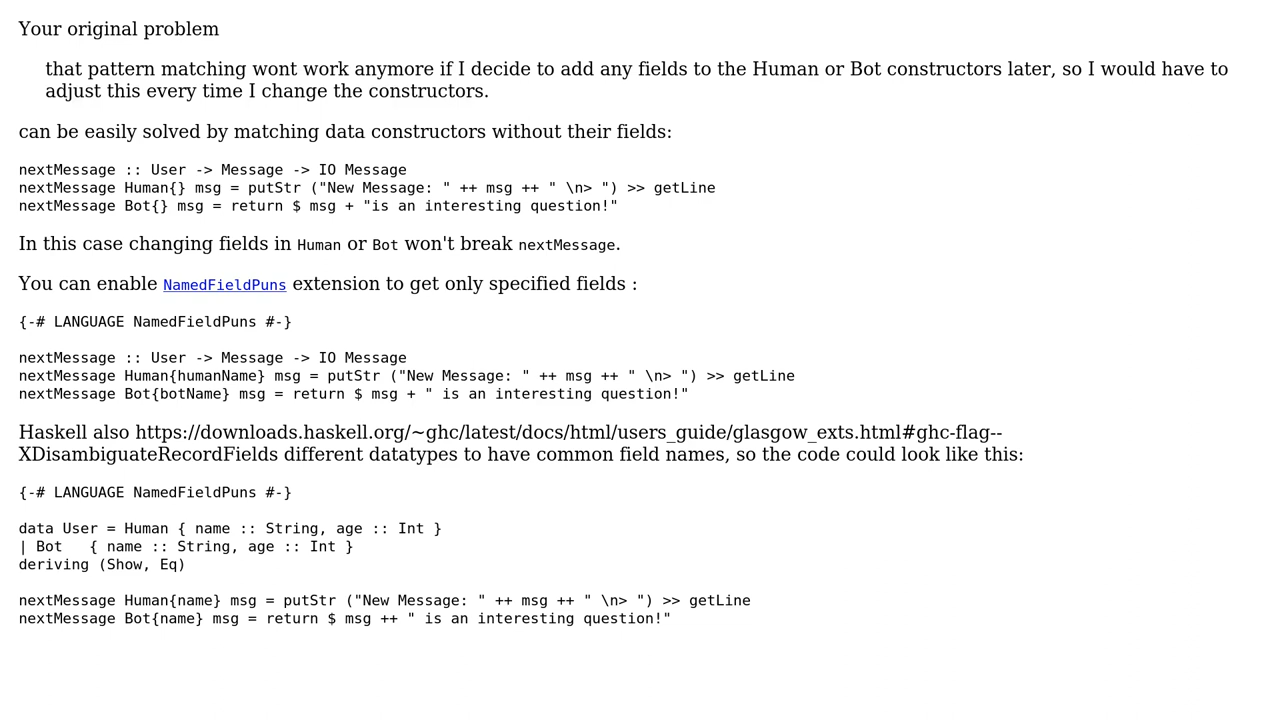 Your original problem
that pattern matching wont work anymore if I decide to add any fields to the Human or Bot constructors later, so I would have to
adjust this every time I change the constructors.
can be easily solved by matching data constructors without their fields:
nextMessage :: User -> Message -> IO Message
nextMessage Human{} msg = putStr ("New Message: " ++ msg ++ " \n> ") >> getLine
nextMessage Bot{} msg = return $ msg + "is an interesting question!"
In this case changing fields in Human or Bot won't break nextMessage.
You can enable NamedFieldPuns extension to get only specified fields :
{-# LANGUAGE NamedFieldPuns #-}
nextMessage :: User -> Message -> IO Message
nextMessage Human{humanName} msg = putStr ("New Message: " ++ msg ++ " \n> ") >> getLine
nextMessage Bot{botName} msg = return $ msg + " is an interesting question!"
Haskell also https://downloads.haskell.org/~ghc/latest/docs/html/users_guide/glasgow_exts.html#ghc-flag--
XDisambiguateRecordFields different datatypes to have common field names, so the code could look like this:
{-# LANGUAGE NamedFieldPuns #-}
data User = Human { name :: String, age :: Int }
| Bot   { name :: String, age :: Int }
deriving (Show, Eq)
nextMessage Human{name} msg = putStr ("New Message: " ++ msg ++ " \n> ") >> getLine
nextMessage Bot{name} msg = return $ msg ++ " is an interesting question!"